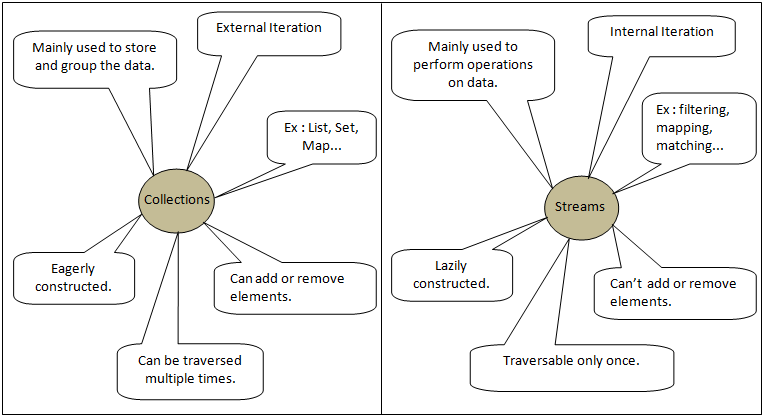 External Iteration
Mainly used to store
and group the data.
Ex : List, Set,
Map...
Collections
Eagerly
constructed.
Can add or remove
elements.
Can be traversed
multiple times.
Internal Iteration
Mainly used to
perform operations
on data.
Ex : filtering,
mapping,
matching...
Streams
Lazily
constructed.
Can’t add or remove
elements.
Traversable only once.